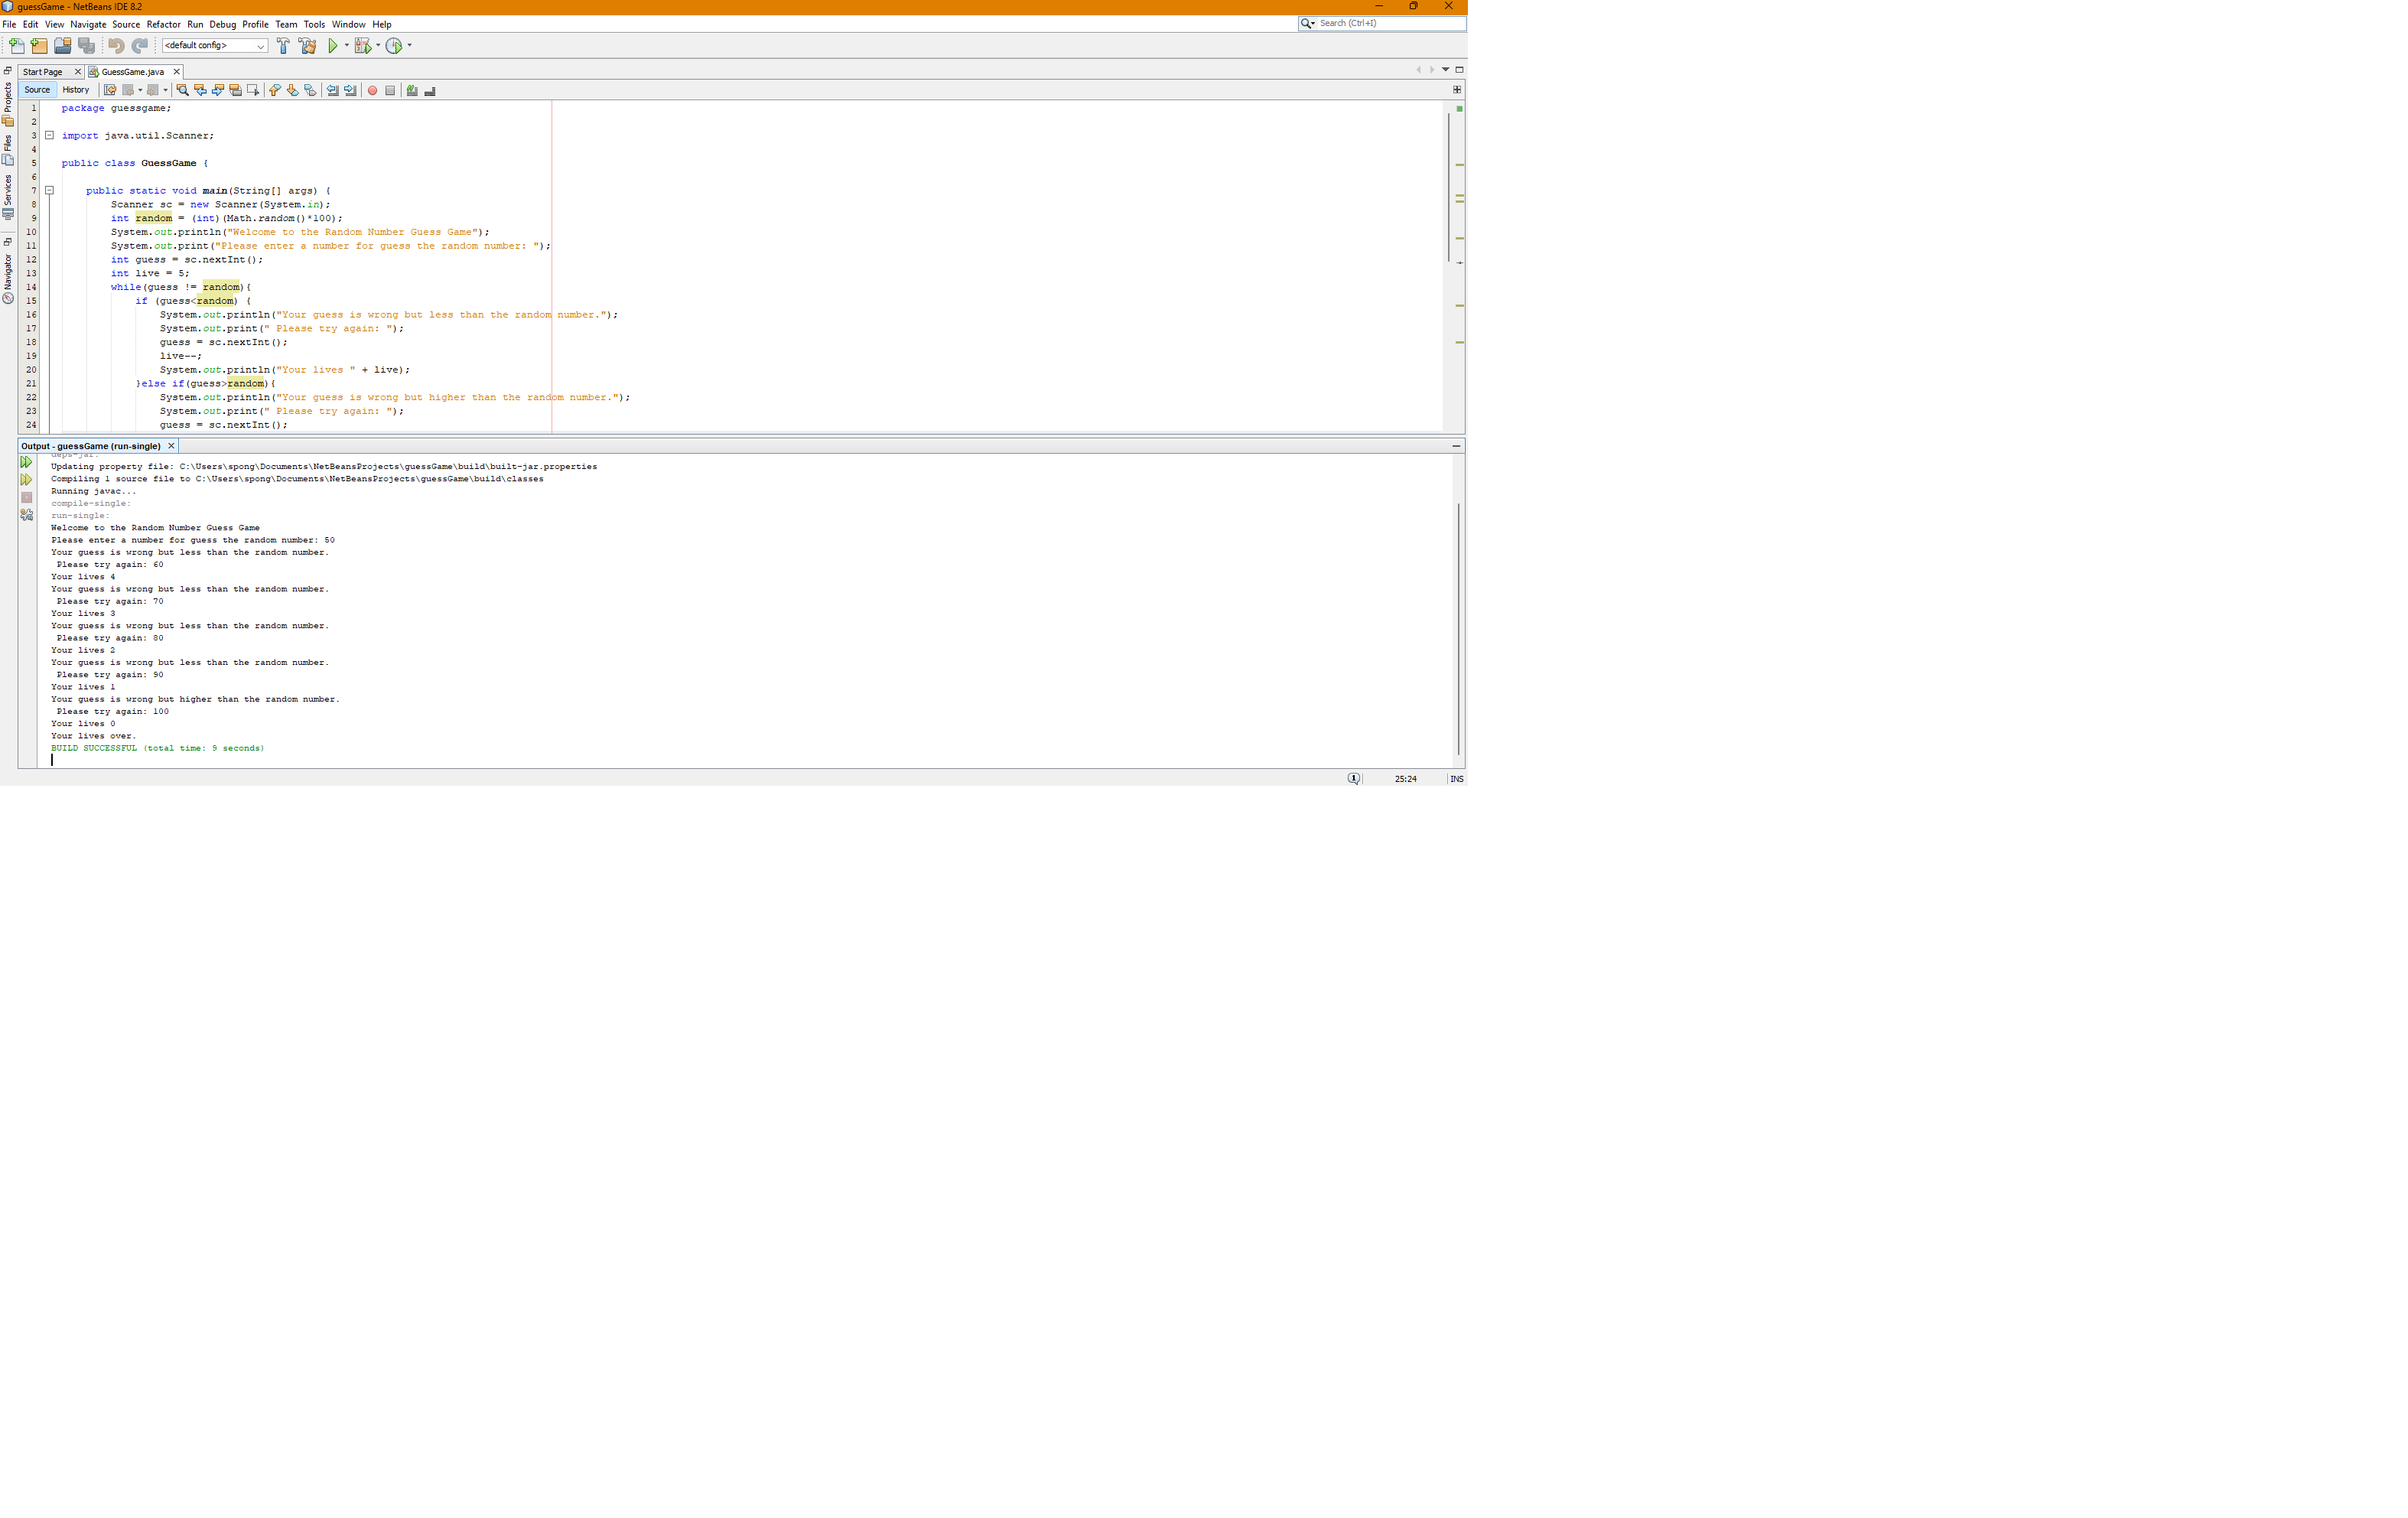 guessGame - NetBeans IDE 8.2
File Edit View Navigate Source Refactor Run Debug Profile Team Tools Window Help
Search (Ctrl+I)
<default config>
Start Page
GuessGame.java
Source History
Projects
Files
Services
Navigator
1 package guessgame;
2
3 import java.util.Scanner;
4
5 public class GuessGame {
6
7 public static void main(String[] args) {
8 Scanner sc = new Scanner(System.in);
9 int random = (int)(Math.random()*100);
10 System.out.println("Welcome to the Random Number Guess Game");
11 System.out.print("Please enter a number for guess the random number: ");
12 int guess = sc.nextInt();
13 int live = 5;
14 while(guess != random){
15 if (guess<random) {
16 System.out.println("Your guess is wrong but less than the random number.");
17 System.out.print(" Please try again: ");
18 guess = sc.nextInt();
19 live--;
20 System.out.println("Your lives " + live);
21 }else if(guess>random){
22 System.out.println("Your guess is wrong but higher than the random number.");
23 System.out.print(" Please try again: ");
24 guess = sc.nextInt();
Output - guessGame (run-single)
deps-jar:
Updating property file: C:\Users\spong\Documents\NetBeansProjects\guessGame\build\built-jar.properties
Compiling 1 source file to C:\Users\spong\Documents\NetBeansProjects\guessGame\build\classes
Running javac...
compile-single:
run-single:
Welcome to the Random Number Guess Game
Please enter a number for guess the random number: 50
Your guess is wrong but less than the random number.
Please try again: 60
Your lives 4
Your guess is wrong but less than the random number.
Please try again: 70
Your lives 3
Your guess is wrong but less than the random number.
Please try again: 80
Your lives 2
Your guess is wrong but less than the random number.
Please try again: 90
Your lives 1
Your guess is wrong but higher than the random number.
Please try again: 100
Your lives 0
Your lives over.
BUILD SUCCESSFUL (total time: 9 seconds)
1
25:24
INS